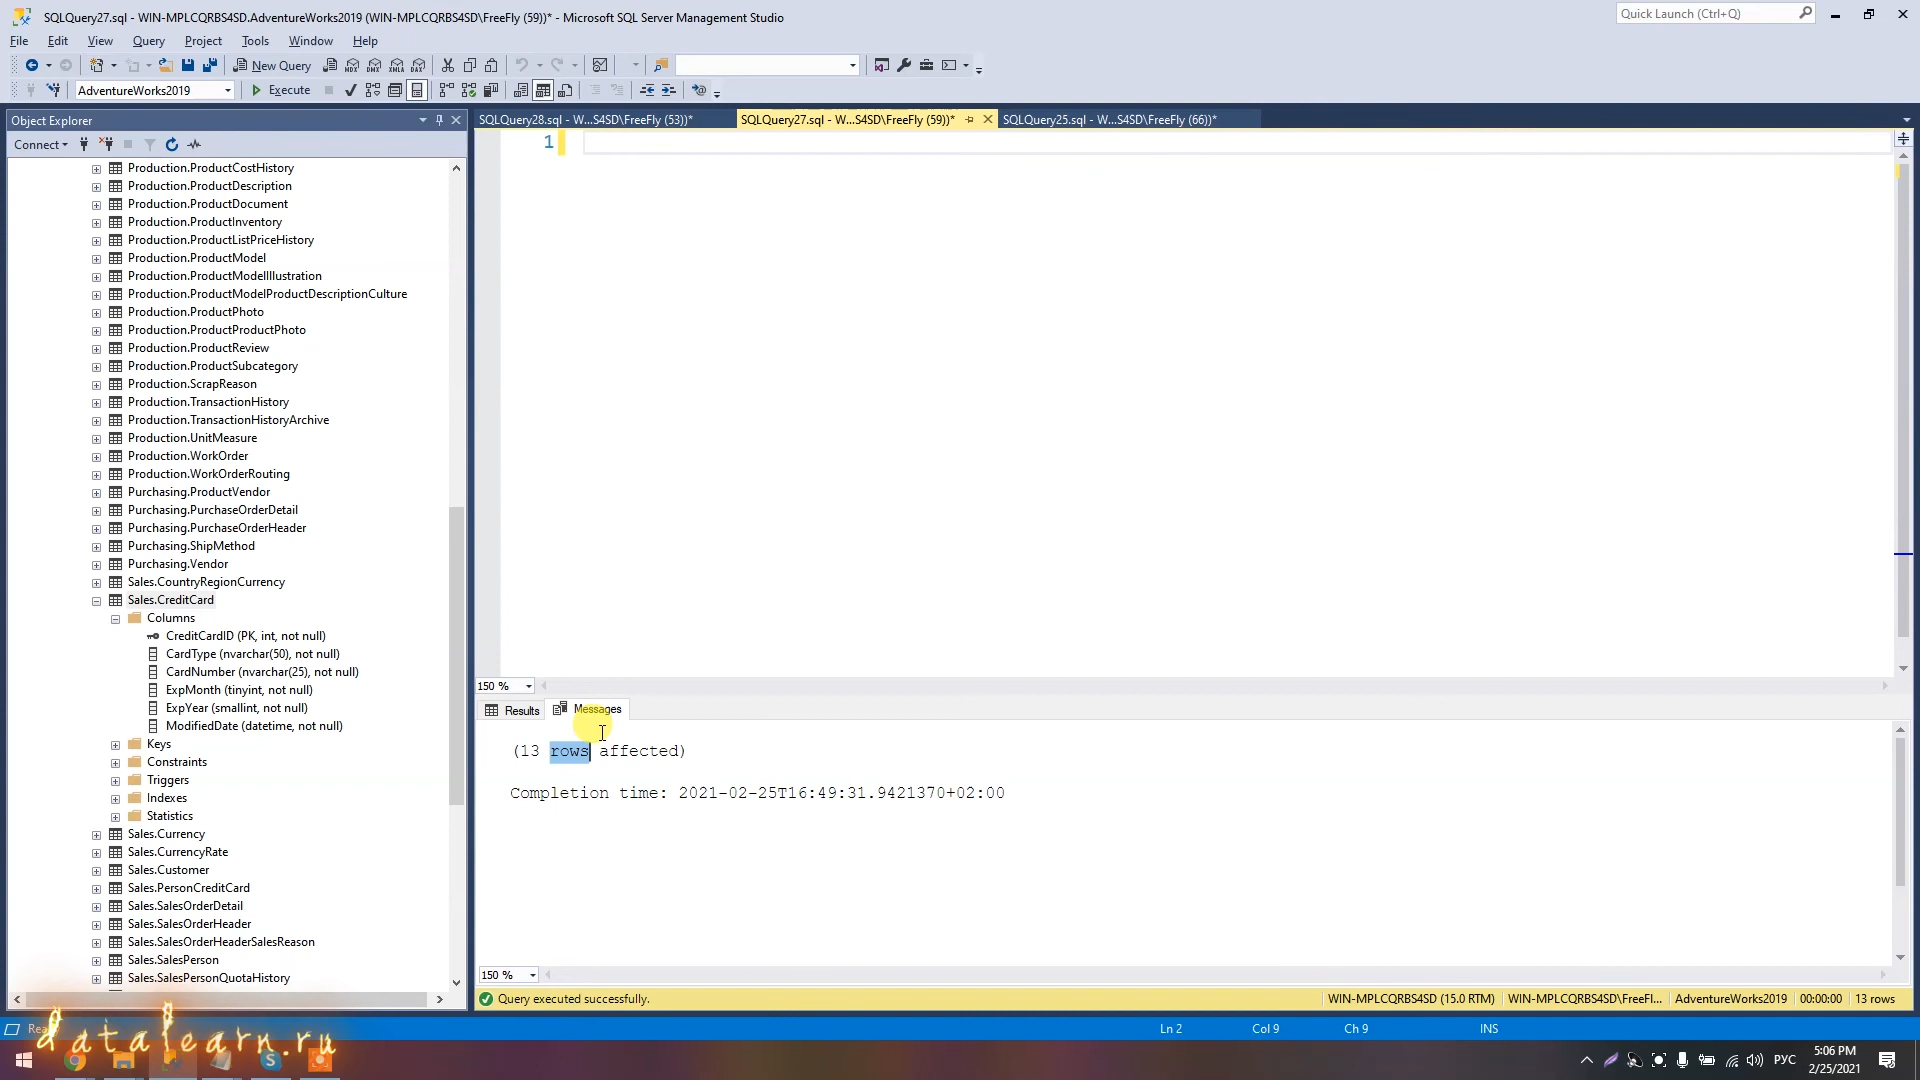 SQLQuery27.sql - WIN-MPLCQRBS4SD.AdventureWorks2019 (WIN-MPLCQRBS4SD\FreeFly (59))* - Microsoft SQL Server Management Studio
Quick Launch (Ctrl+Q)
File Edit View Query Project Tools Window Help
New Query
AdventureWorks2019 Execute
Object Explorer
SQLQuery28.sql - W...S4SD\FreeFly (53))* SQLQuery27.sql - W...S4SD\FreeFly (59))* SQLQuery25.sql - W...S4SD\FreeFly (66))*
Connect
1
Production.ProductCostHistory
Production.ProductDescription
Production.ProductDocument
Production.ProductInventory
Production.ProductListPriceHistory
Production.ProductModel
Production.ProductModelIllustration
Production.ProductModelProductDescriptionCulture
Production.ProductPhoto
Production.ProductProductPhoto
Production.ProductReview
Production.ProductSubcategory
Production.ScrapReason
Production.TransactionHistory
Production.TransactionHistoryArchive
Production.UnitMeasure
Production.WorkOrder
Production.WorkOrderRouting
Purchasing.ProductVendor
Purchasing.PurchaseOrderDetail
Purchasing.PurchaseOrderHeader
Purchasing.ShipMethod
Purchasing.Vendor
Sales.CountryRegionCurrency
Sales.CreditCard
Columns
CreditCardID (PK, int, not null)
CardType (nvarchar(50), not null)
CardNumber (nvarchar(25), not null)
ExpMonth (tinyint, not null)
ExpYear (smallint, not null)
ModifiedDate (datetime, not null)
Keys
Constraints
Triggers
Indexes
Statistics
Sales.Currency
Sales.CurrencyRate
Sales.Customer
Sales.PersonCreditCard
Sales.SalesOrderDetail
Sales.SalesOrderHeader
Sales.SalesOrderHeaderSalesReason
Sales.SalesPerson
Sales.SalesPersonQuotaHistory
150 %
Results Messages
(13 rows affected)
Completion time: 2021-02-25T16:49:31.9421370+02:00
150 %
Query executed successfully. WIN-MPLCQRBS4SD (15.0 RTM) WIN-MPLCQRBS4SD\FreeFl... AdventureWorks2019 00:00:00 13 rows
Ln 2 Col 9 Ch 9 INS
datalearn.ru
РУС
5:06 PM
2/25/2021